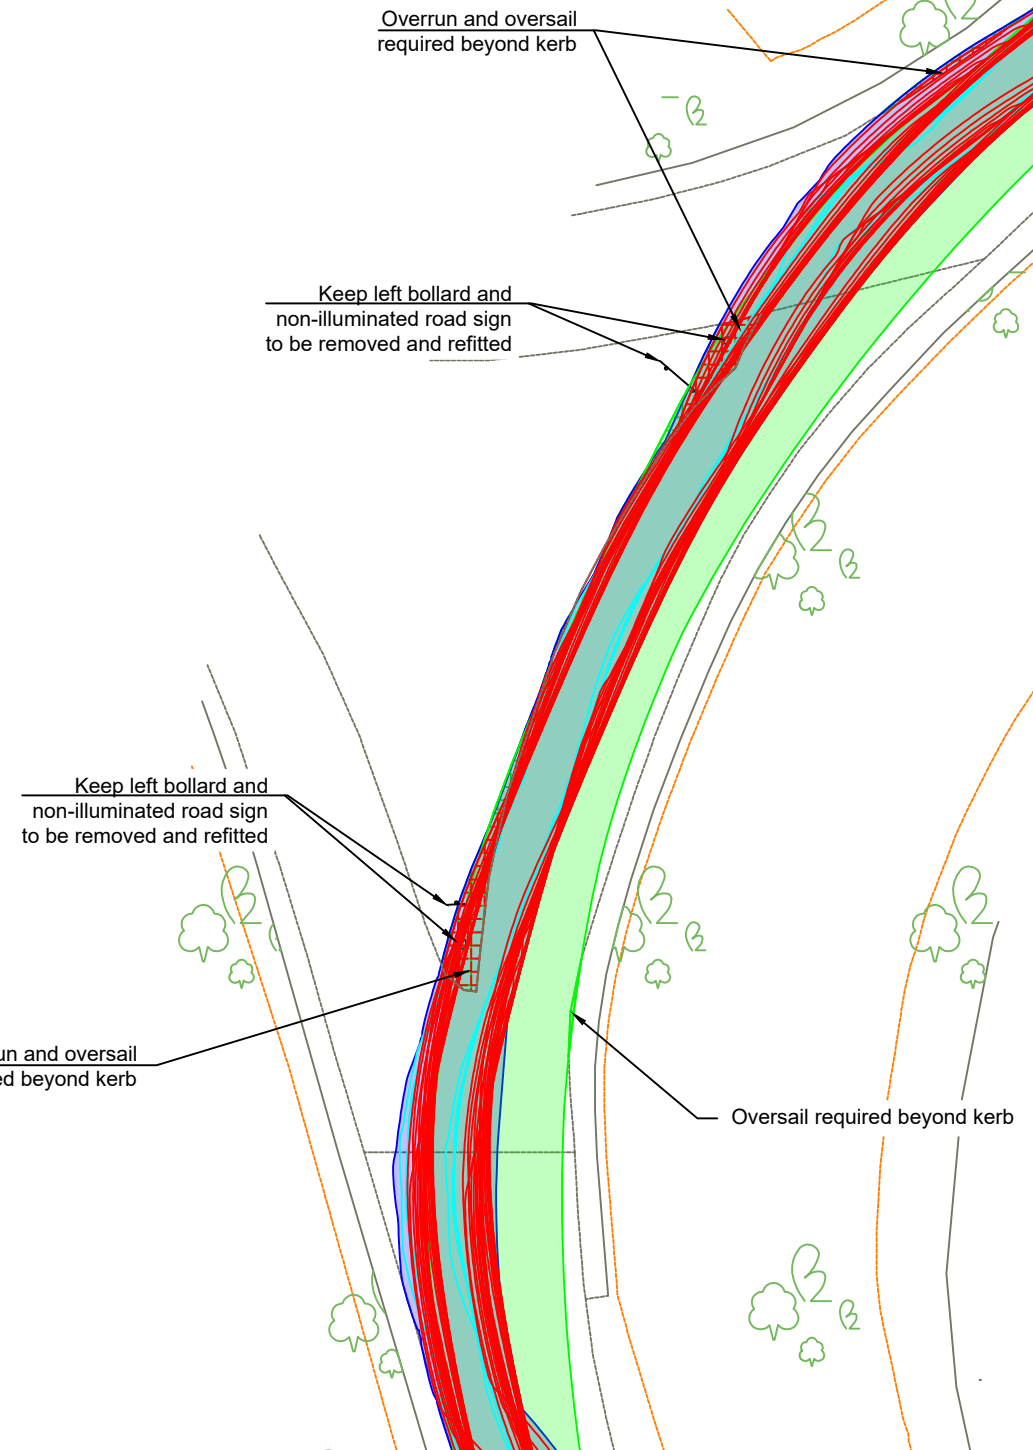 Overrun and oversail
required beyond kerb
Keep left bollard and
non-illuminated road sign
to be removed and refitted
Keep left bollard and
non-illuminated road sign
to be removed and refitted
and oversail
beyond kerb
Oversail required beyond kerb